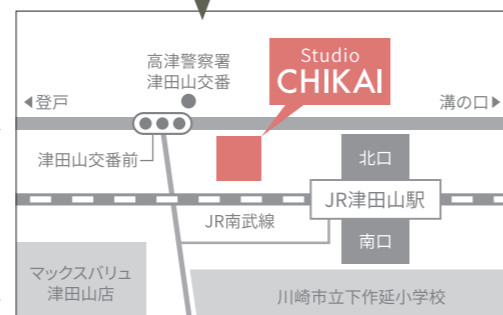 高津警察署
津田山交番
Studio
CHIKAI
◀登戸
溝の口▶
津田山交番前
北口
JR津田山駅
JR南武線
南口
マックスバリュ
津田山店
川崎市立下作延小学校